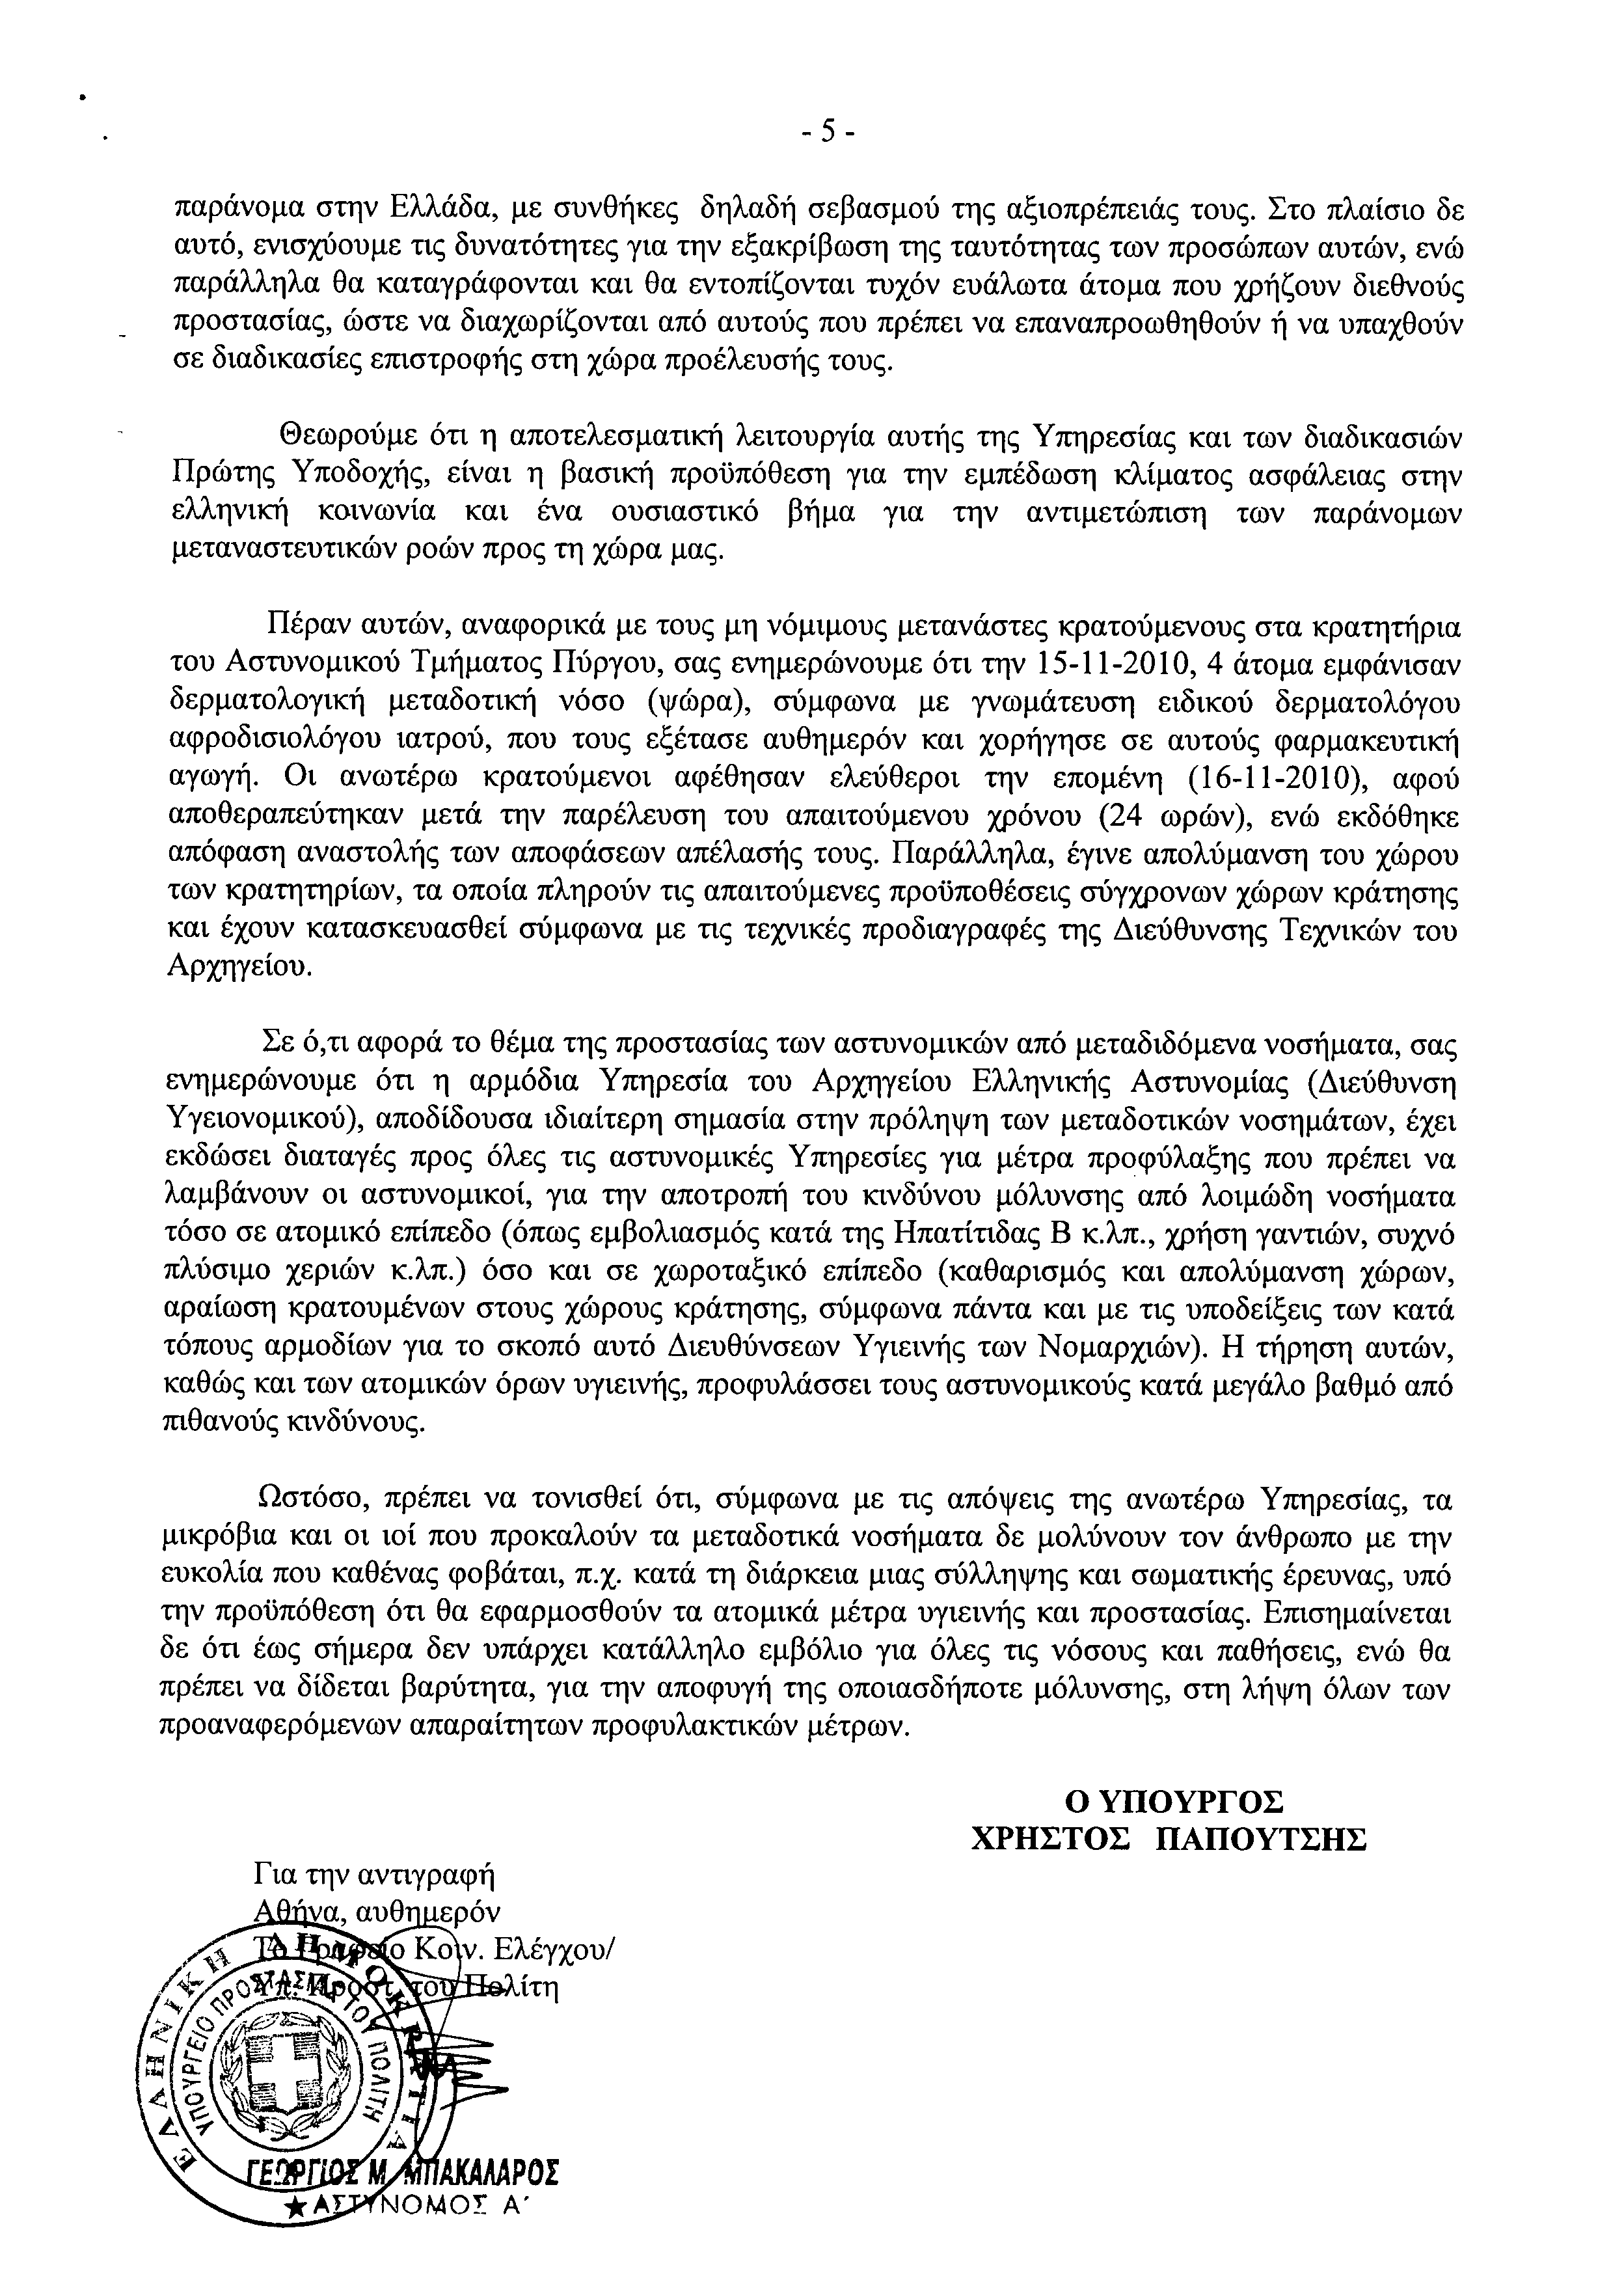 - 5 -
παράνομα στην Ελλάδα, με συνθήκες δηλαδή σεβασμού της αξιοπρέπειάς τους. Στο πλαίσιο δε
αυτό, ενισχύουμε τις δυνατότητες για την εξακρίβωση της ταυτότητας των προσώπων αυτών, ενώ
παράλληλα θα καταγράφονται και θα εντοπίζονται τυχόν ευάλωτα άτομα που χρήζουν διεθνούς
προστασίας, ώστε να διαχωρίζονται από αυτούς που πρέπει να επαναπροωθηθούν ή να υπαχθούν
σε διαδικασίες επιστροφής στη χώρα προέλευσής τους.
Θεωρούμε ότι η αποτελεσματική λειτουργία αυτής της Υπηρεσίας και των διαδικασιών
Πρώτης Υποδοχής, είναι η βασική προϋπόθεση για την εμπέδωση κλίματος ασφάλειας στην
ελληνική κοινωνία και ένα ουσιαστικό βήμα για την αντιμετώπιση των παράνομων
μεταναστευτικών ροών προς τη χώρα μας.
Πέραν αυτών, αναφορικά με τους μη νόμιμους μετανάστες κρατούμενους στα κρατητήρια
του Αστυνομικού Τμήματος Πύργου, σας ενημερώνουμε ότι την 15-11-2010, 4 άτομα εμφάνισαν
δερματολογική μεταδοτική νόσο (ψώρα), σύμφωνα με γνωμάτευση ειδικού δερματολόγου
αφροδισιολόγου ιατρού, που τους εξέτασε αυθημερόν και χορήγησε σε αυτούς φαρμακευτική
αγωγή. Οι ανωτέρω κρατούμενοι αφέθησαν ελεύθεροι την επομένη (16-11-2010), αφού
αποθεραπεύτηκαν μετά την παρέλευση του απαιτούμενου χρόνου (24 ωρών), ενώ εκδόθηκε
απόφαση αναστολής των αποφάσεων απέλασής τους. Παράλληλα, έγινε απολύμανση του χώρου
των κρατητηρίων, τα οποία πληρούν τις απαιτούμενες προϋποθέσεις σύγχρονων χώρων κράτησης
και έχουν κατασκευασθεί σύμφωνα με τις τεχνικές προδιαγραφές της Διεύθυνσης Τεχνικών του
Αρχηγείου.
Σε ό,τι αφορά το θέμα της προστασίας των αστυνομικών από μεταδιδόμενα νοσήματα, σας
ενημερώνουμε ότι η αρμόδια Υπηρεσία του Αρχηγείου Ελληνικής Αστυνομίας (Διεύθυνση
Υγειονομικού), αποδίδουσα ιδιαίτερη σημασία στην πρόληψη των μεταδοτικών νοσημάτων, έχει
εκδώσει διαταγές προς όλες τις αστυνομικές Υπηρεσίες για μέτρα προφύλαξης που πρέπει να
λαμβάνουν οι αστυνομικοί, για την αποτροπή του κινδύνου μόλυνσης από λοιμώδη νοσήματα
τόσο σε ατομικό επίπεδο (όπως εμβολιασμός κατά της Ηπατίτιδας Β κ.λπ., χρήση γαντιών, συχνό
πλύσιμο χεριών κ.λπ.) όσο και σε χωροταξικό επίπεδο (καθαρισμός και απολύμανση χώρων,
αραίωση κρατουμένων στους χώρους κράτησης, σύμφωνα πάντα και με τις υποδείξεις των κατά
τόπους αρμοδίων για το σκοπό αυτό Διευθύνσεων Υγιεινής των Νομαρχιών). Η τήρηση αυτών,
καθώς και των ατομικών όρων υγιεινής, προφυλάσσει τους αστυνομικούς κατά μεγάλο βαθμό από
πιθανούς κινδύνους.
Ωστόσο, πρέπει να τονισθεί ότι, σύμφωνα με τις απόψεις της ανωτέρω Υπηρεσίας, τα
μικρόβια και οι ιοί που προκαλούν τα μεταδοτικά νοσήματα δε μολύνουν τον άνθρωπο με την
ευκολία που καθένας φοβάται, π.χ. κατά τη διάρκεια μιας σύλληψης και σωματικής έρευνας, υπό
την προϋπόθεση ότι θα εφαρμοσθούν τα ατομικά μέτρα υγιεινής και προστασίας. Επισημαίνεται
δε ότι έως σήμερα δεν υπάρχει κατάλληλο εμβόλιο για όλες τις νόσους και παθήσεις, ενώ θα
πρέπει να δίδεται βαρύτητα, για την αποφυγή της οποιασδήποτε μόλυνσης, στη λήψη όλων των
προαναφερόμενων απαραίτητων προφυλακτικών μέτρων.
Ο ΥΠΟΥΡΓΟΣ
ΧΡΗΣΤΟΣ ΠΑΠΟΥΤΣΗΣ
Για την αντιγραφή
Αθήνα, αυθημερόν
Το Γραφείο Κοιν. Ελέγχου/
Υπ. Προστ. του Πολίτη
ΕΛΛΗΝΙΚΗ ΔΗΜΟΚΡΑΤΙΑ
ΥΠΟΥΡΓΕΙΟ ΠΡΟΣΤΑΣΙΑΣ ΤΟΥ ΠΟΛΙΤΗ
ΓΕΩΡΓΙΟΣ Μ. ΜΠΑΚΑΛΑΡΟΣ
ΑΣΤΥΝΟΜΟΣ Α΄